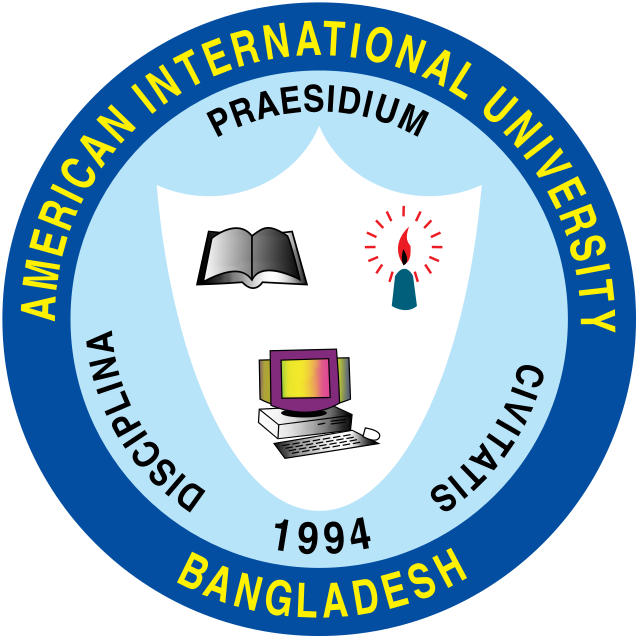 AMERICAN INTERNATIONAL UNIVERSITY
PRAESIDIUM
DISCIPLINA
CIVITATIS
1994
BANGLADESH